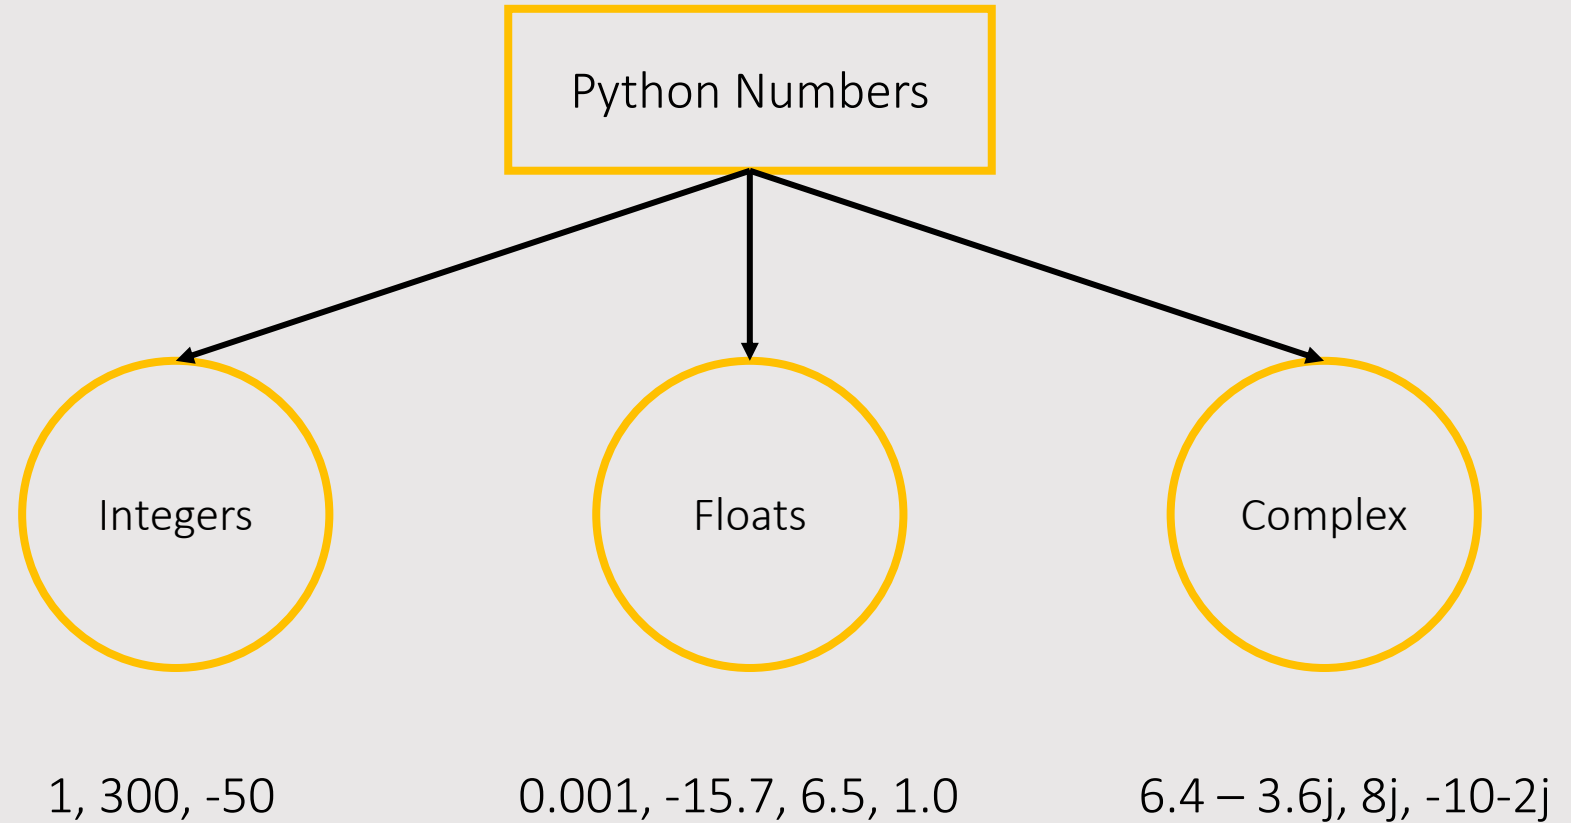 Python Numbers
Integers
Floats
Complex
1, 300, -50
0.001, -15.7, 6.5, 1.0
6.4 – 3.6j, 8j, -10-2j